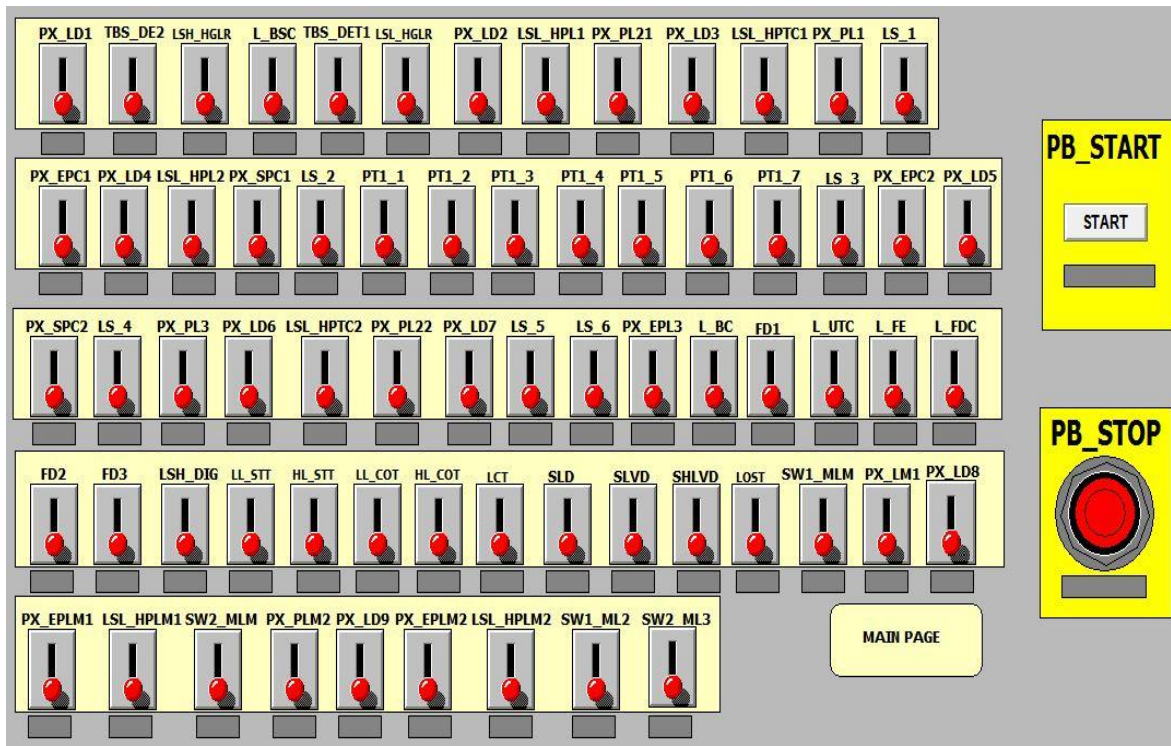 PX_LD1 TBS_DE2 LSH_HGLR L_BSC TBS_DET1 LSL_HGLR PX_LD2 LSL_HPL1 PX_PL21 PX_LD3 LSL_HPTC1 PX_PL1 LS_1
PX_EPC1 PX_LD4 LSL_HPL2 PX_SPC1 LS_2 PT1_1 PT1_2 PT1_3 PT1_4 PT1_5 PT1_6 PT1_7 LS_3 PX_EPC2 PX_LD5
PX_SPC2 LS_4 PX_PL3 PX_LD6 LSL_HPTC2 PX_PL22 PX_LD7 LS_5 LS_6 PX_EPL3 L_BC FD1 L_UTC L_FE L_FDC
FD2 FD3 LSH_DIG LL_STT HL_STT LL_COT HL_COT LCT SLD SLVD SHLVD LOST SW1_MLM PX_LM1 PX_LD8
PX_EPLM1 LSL_HPLM1 SW2_MLM PX_PLM2 PX_LD9 PX_EPLM2 LSL_HPLM2 SW1_ML2 SW2_ML3
MAIN PAGE
PB_START
START
PB_STOP